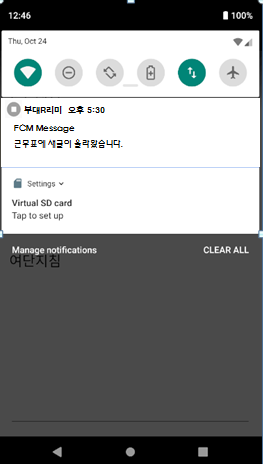 12:46 100%
Thu, Oct 24
부대R리미 오후 5:30
FCM Message
근무표에 새글이 올라왔습니다.
Settings
Virtual SD card
Tap to set up
Manage notifications CLEAR ALL
여단지침